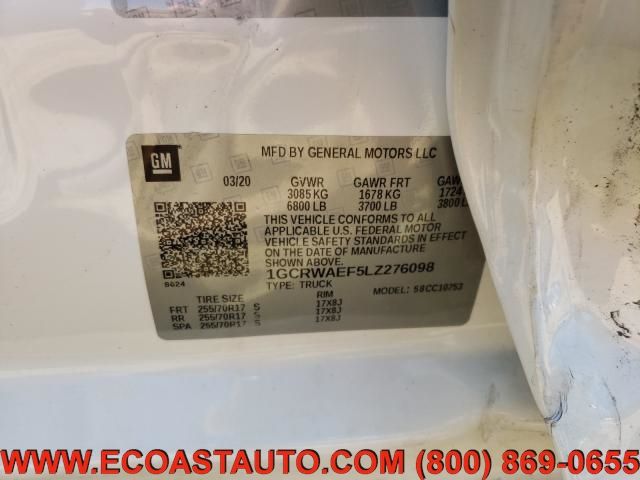 GM
MFD BY GENERAL MOTORS LLC
03/20 GVWR GAWR FRT
3085 KG 1678 KG 1724
6800 LB 3700 LB 3800 L
THIS VEHICLE CONFORMS TO ALL
APPLICABLE U.S. FEDERAL MOTOR
VEHICLE SAFETY STANDARDS IN EFFECT
ON THE DATE OF MANUFACTURE
SHOWN ABOVE.
1GCRWAEF5LZ276098
TYPE: TRUCK MODEL: 58CC10753
S024
TIRE SIZE RIM
FRT 255/70R17 S 17X8J
RR 255/70R17 S 17X8J
SPA 255/70R17 S 17X8J
WWW.ECOASTAUTO.COM (800) 869-0655